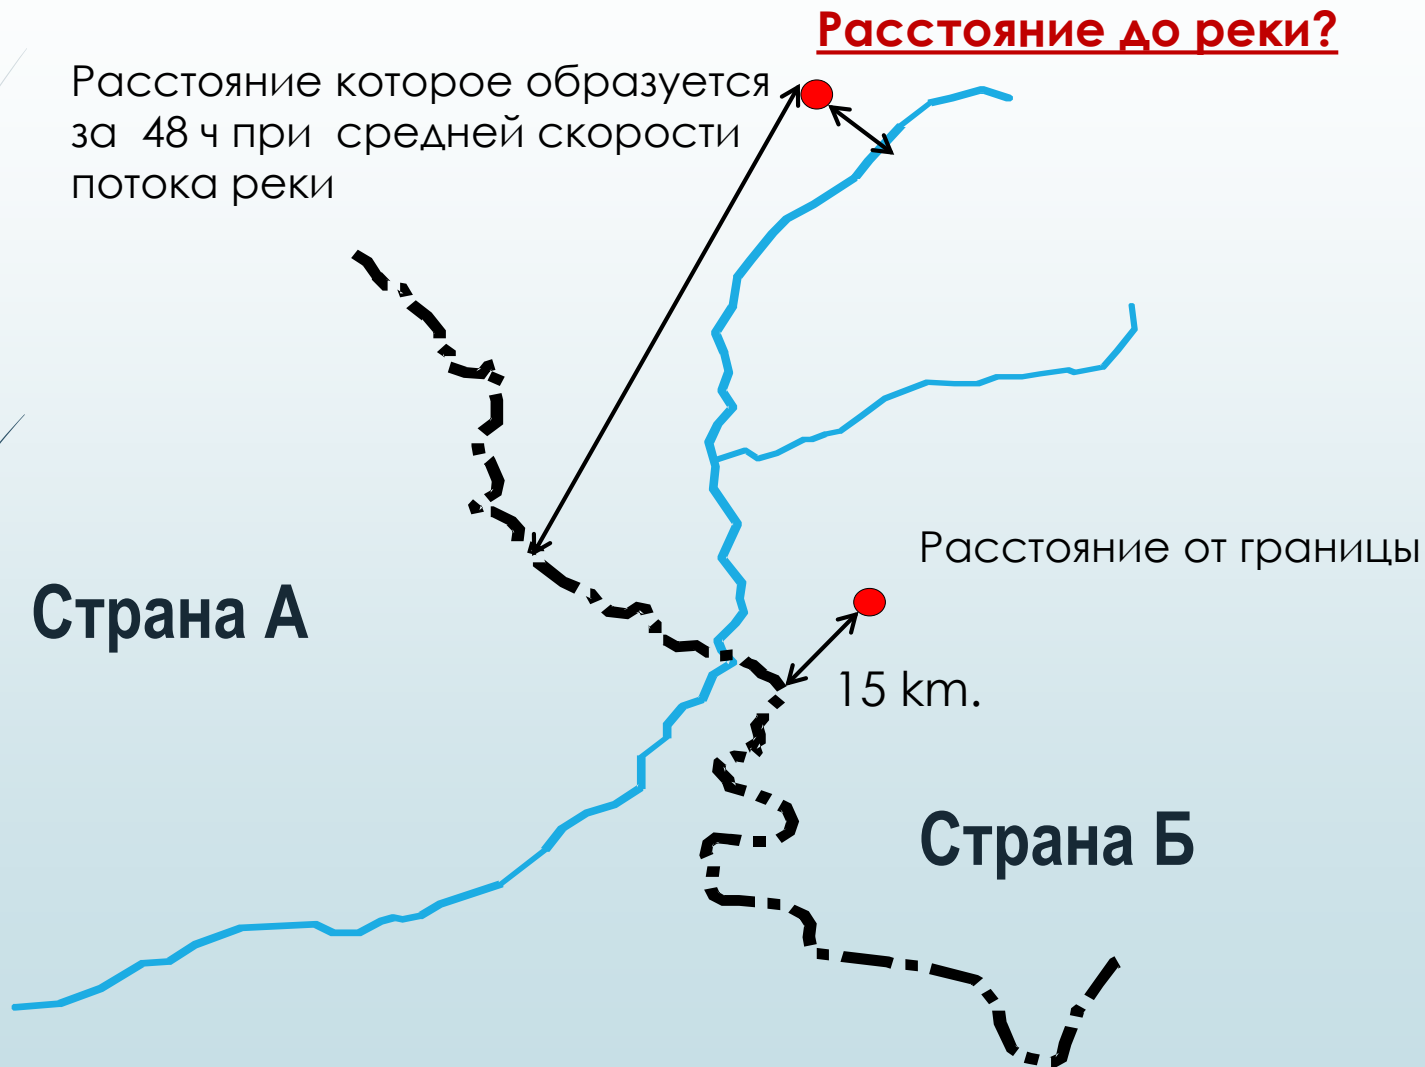 Расстояние до реки?
Расстояние которое образуется
за 48 ч при средней скорости
потока реки
Расстояние от границы
Страна А
15 km.
Страна Б